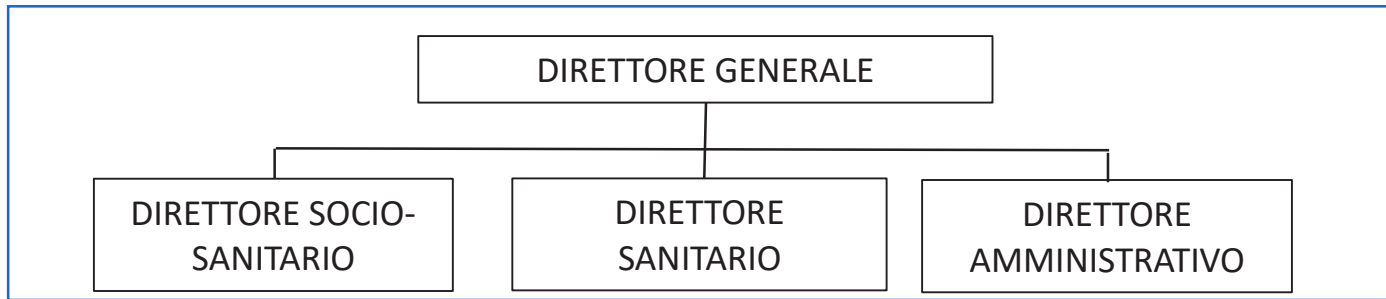 DIRETTORE GENERALE
DIRETTORE SOCIO-
SANITARIO
DIRETTORE
SANITARIO
DIRETTORE
AMMINISTRATIVO